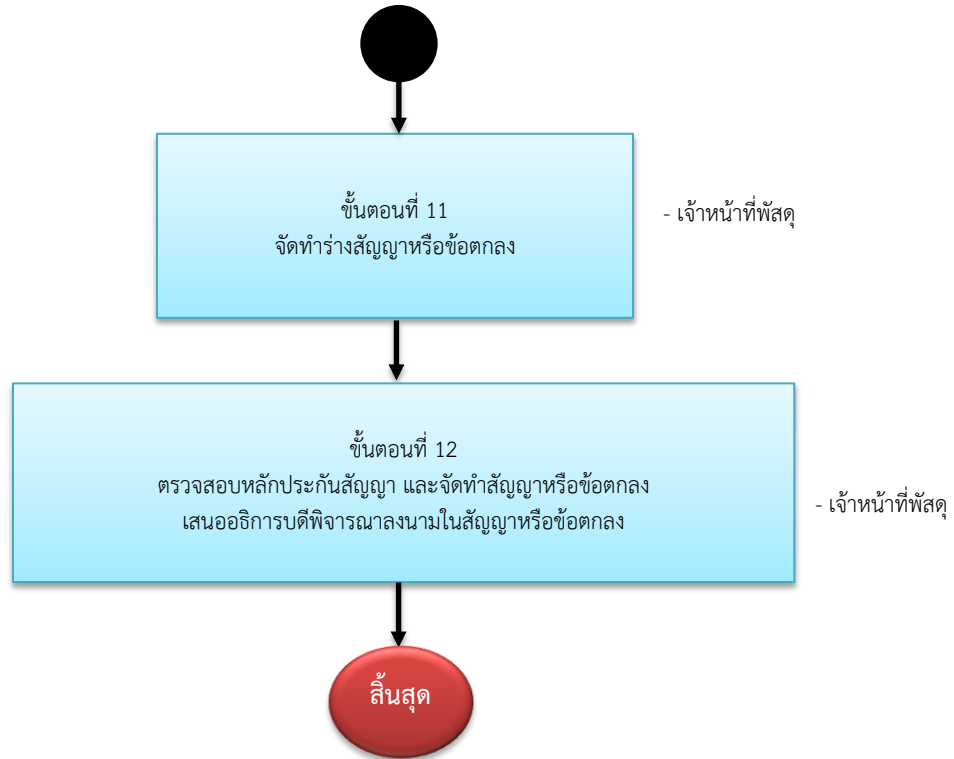 ขั้นตอนที่ 11
จัดทำร่างสัญญาหรือข้อตกลง
- เจ้าหน้าที่พัสดุ
ขั้นตอนที่ 12
ตรวจสอบหลักประกันสัญญา และจัดทำสัญญาหรือข้อตกลง
เสนออธิการบดีพิจารณาลงนามในสัญญาหรือข้อตกลง
- เจ้าหน้าที่พัสดุ
สิ้นสุด